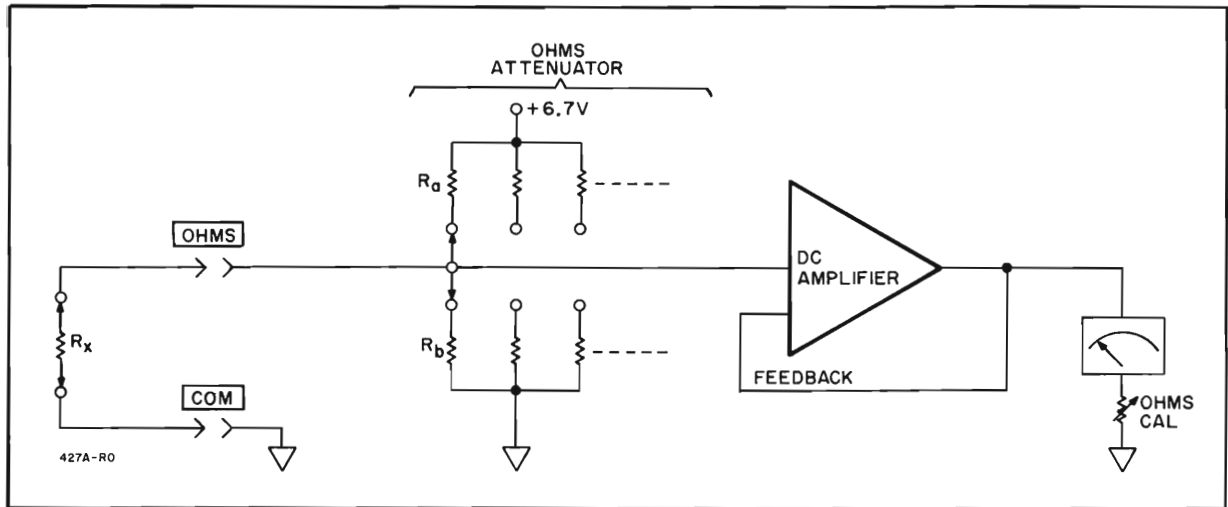 OHMS
ATTENUATOR
+6.7V
Ra
OHMS
DC
AMPLIFIER
Rx
Rb
FEEDBACK
COM
OHMS
CAL
427A-RO